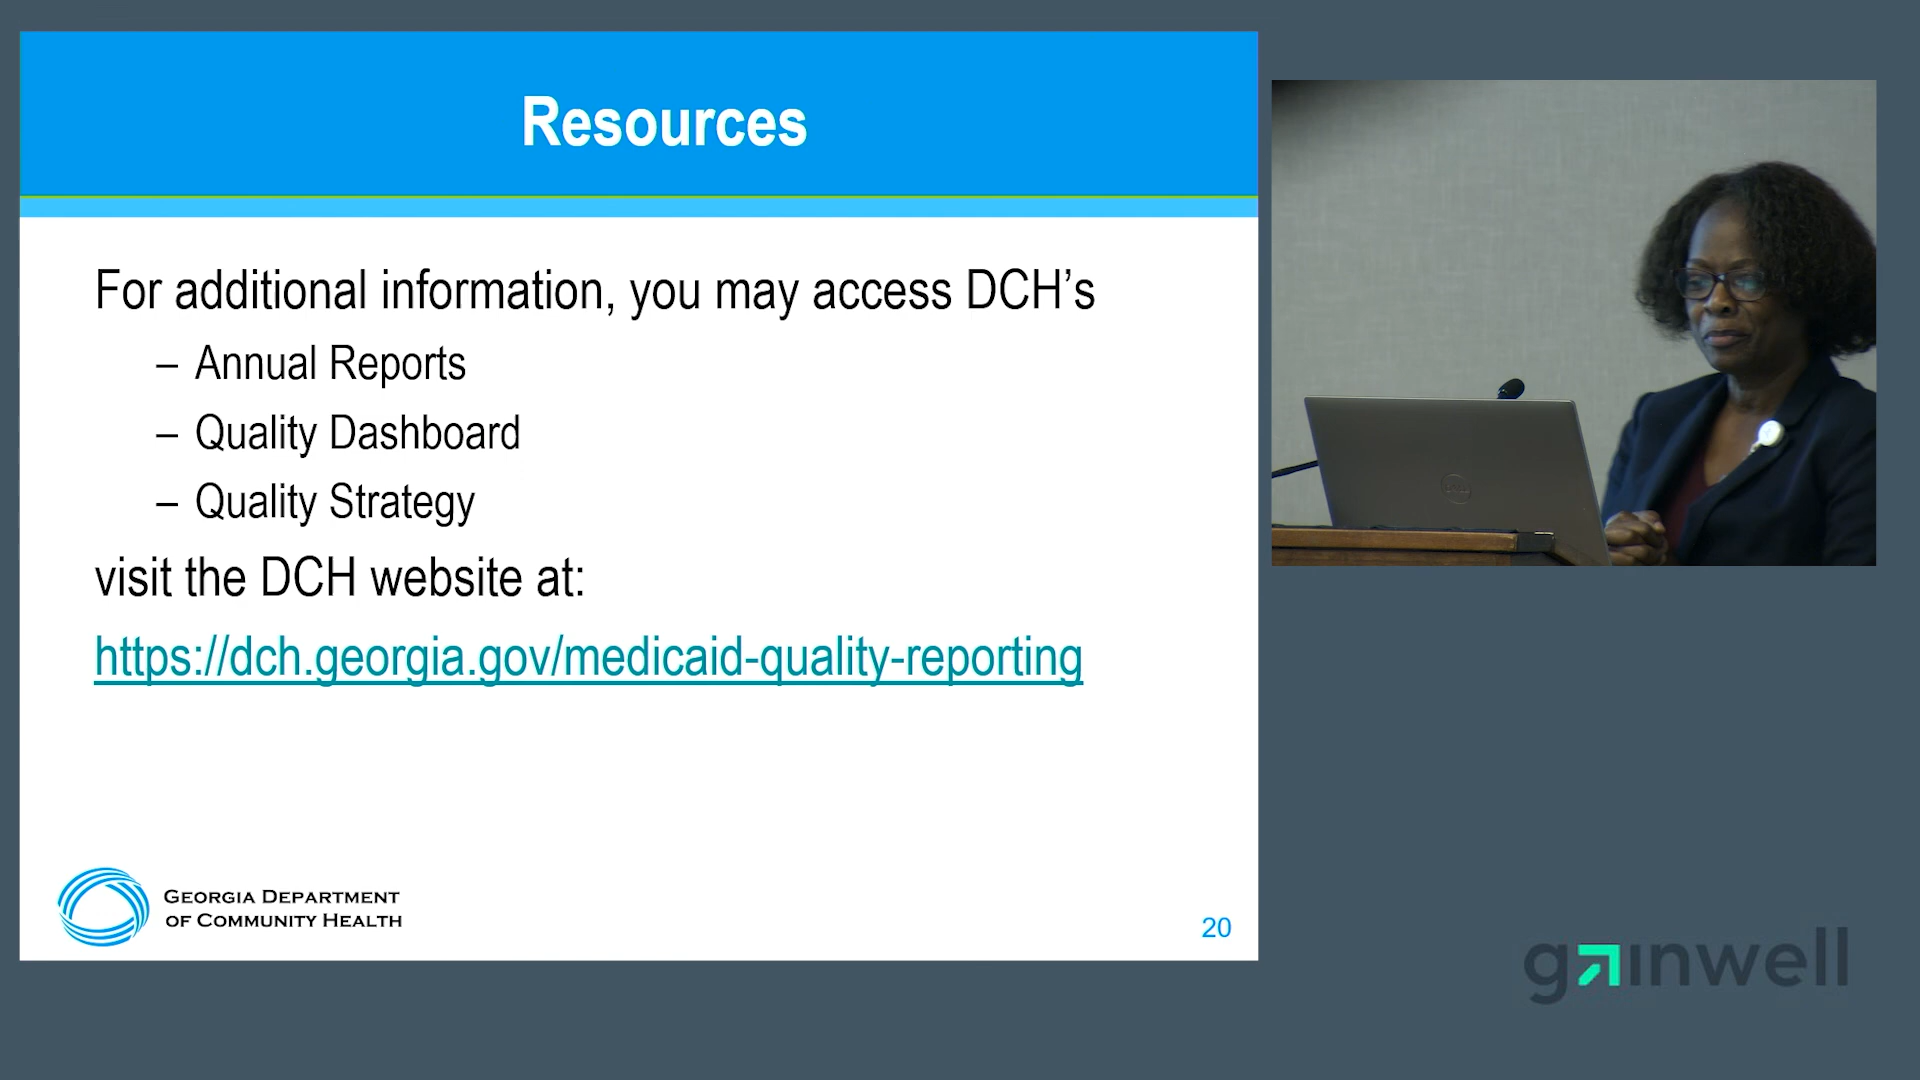 Resources
For additional information, you may access DCH’s
– Annual Reports
– Quality Dashboard
– Quality Strategy
visit the DCH website at:
https://dch.georgia.gov/medicaid-quality-reporting
GEORGIA DEPARTMENT
OF COMMUNITY HEALTH
20
DELL
gainwell